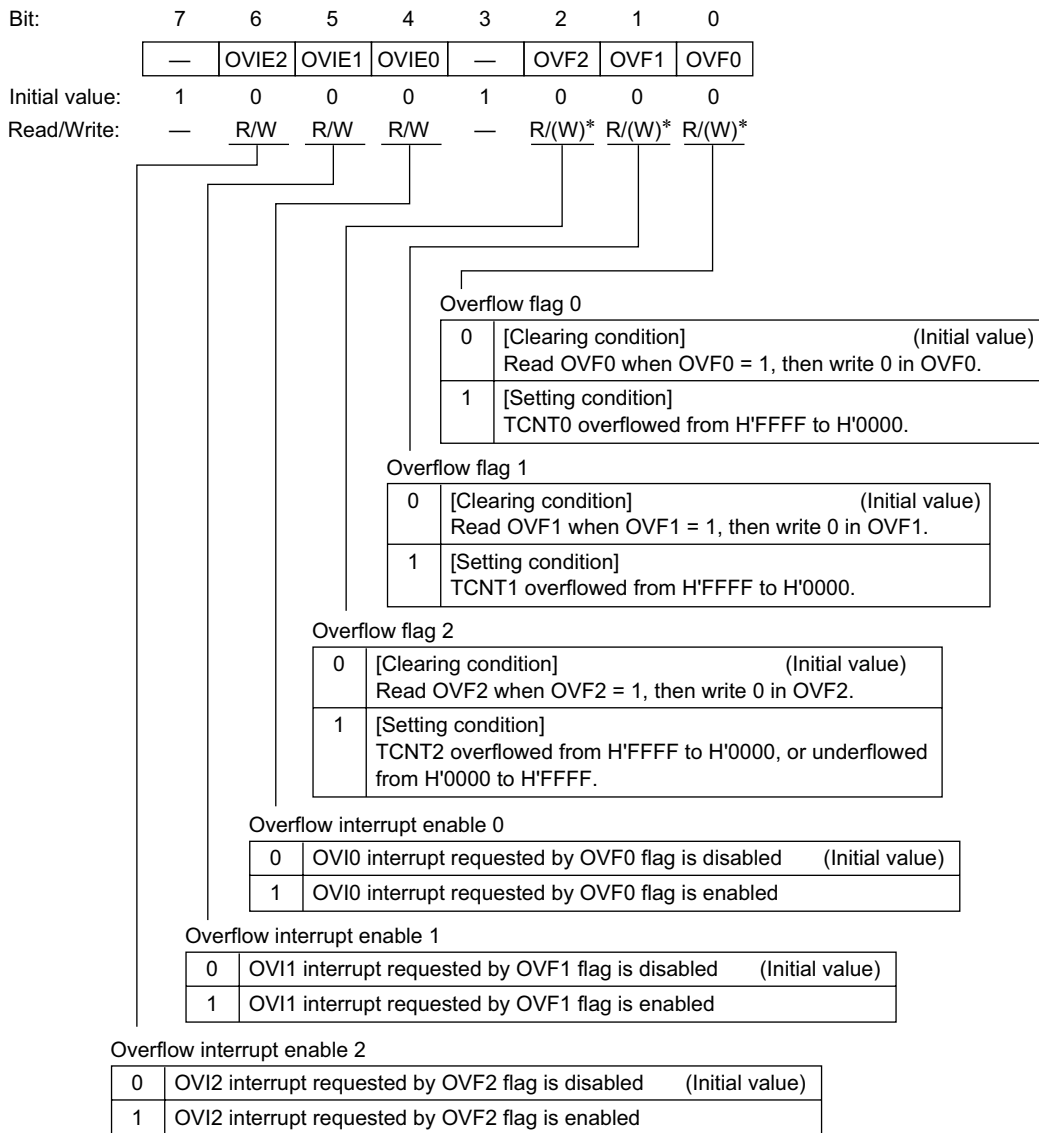 Bit: 7 6 5 4 3 2 1 0
— OVIE2 OVIE1 OVIE0 — OVF2 OVF1 OVF0
Initial value: 1 0 0 0 1 0 0 0
Read/Write: — R/W R/W R/W — R/(W)* R/(W)* R/(W)*
Overflow flag 0
0 [Clearing condition] (Initial value)
Read OVF0 when OVF0 = 1, then write 0 in OVF0.
1 [Setting condition]
TCNT0 overflowed from H'FFFF to H'0000.
Overflow flag 1
0 [Clearing condition] (Initial value)
Read OVF1 when OVF1 = 1, then write 0 in OVF1.
1 [Setting condition]
TCNT1 overflowed from H'FFFF to H'0000.
Overflow flag 2
0 [Clearing condition] (Initial value)
Read OVF2 when OVF2 = 1, then write 0 in OVF2.
1 [Setting condition]
TCNT2 overflowed from H'FFFF to H'0000, or underflowed
from H'0000 to H'FFFF.
Overflow interrupt enable 0
0 OVI0 interrupt requested by OVF0 flag is disabled (Initial value)
1 OVI0 interrupt requested by OVF0 flag is enabled
Overflow interrupt enable 1
0 OVI1 interrupt requested by OVF1 flag is disabled (Initial value)
1 OVI1 interrupt requested by OVF1 flag is enabled
Overflow interrupt enable 2
0 OVI2 interrupt requested by OVF2 flag is disabled (Initial value)
1 OVI2 interrupt requested by OVF2 flag is enabled